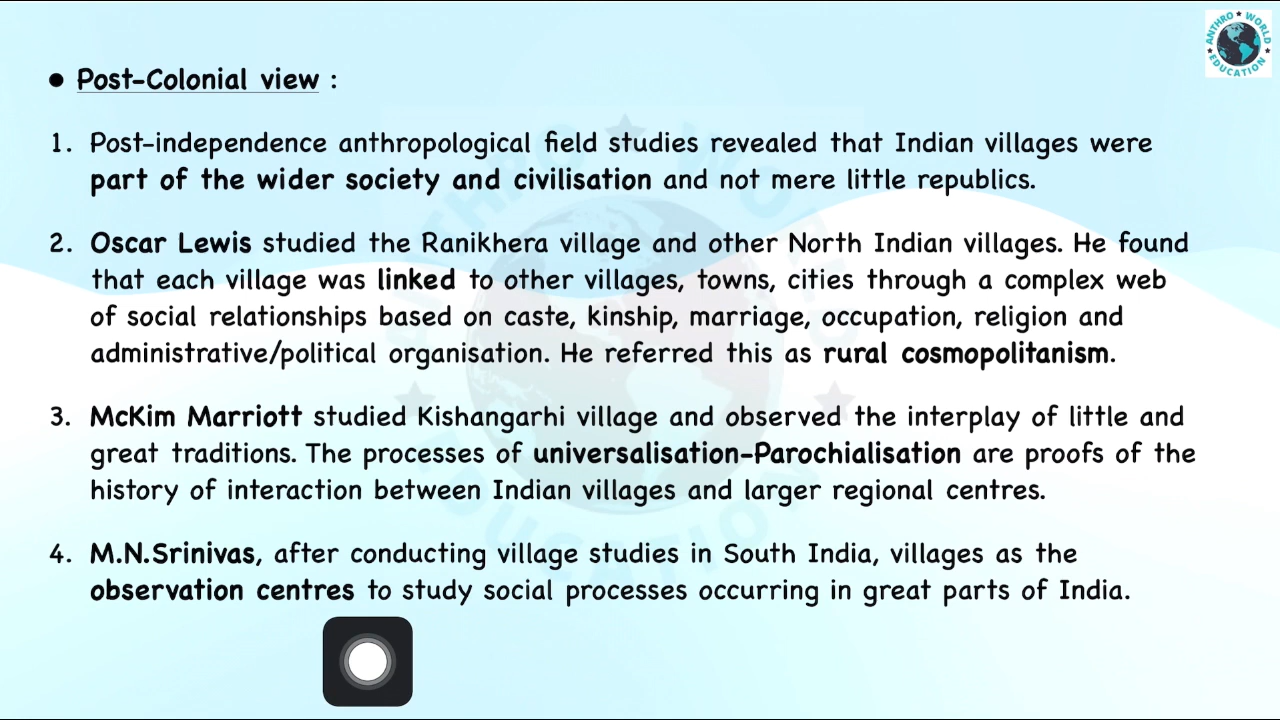 ANTHRO ★ WORLD ★ EDUCATION ★
● Post-Colonial view :
1. Post-independence anthropological field studies revealed that Indian villages were
part of the wider society and civilisation and not mere little republics.
2. Oscar Lewis studied the Ranikhera village and other North Indian villages. He found
that each village was linked to other villages, towns, cities through a complex web
of social relationships based on caste, kinship, marriage, occupation, religion and
administrative/political organisation. He referred this as rural cosmopolitanism.
3. McKim Marriott studied Kishangarhi village and observed the interplay of little and
great traditions. The processes of universalisation-Parochialisation are proofs of the
history of interaction between Indian villages and larger regional centres.
4. M.N.Srinivas, after conducting village studies in South India, villages as the
observation centres to study social processes occurring in great parts of India.